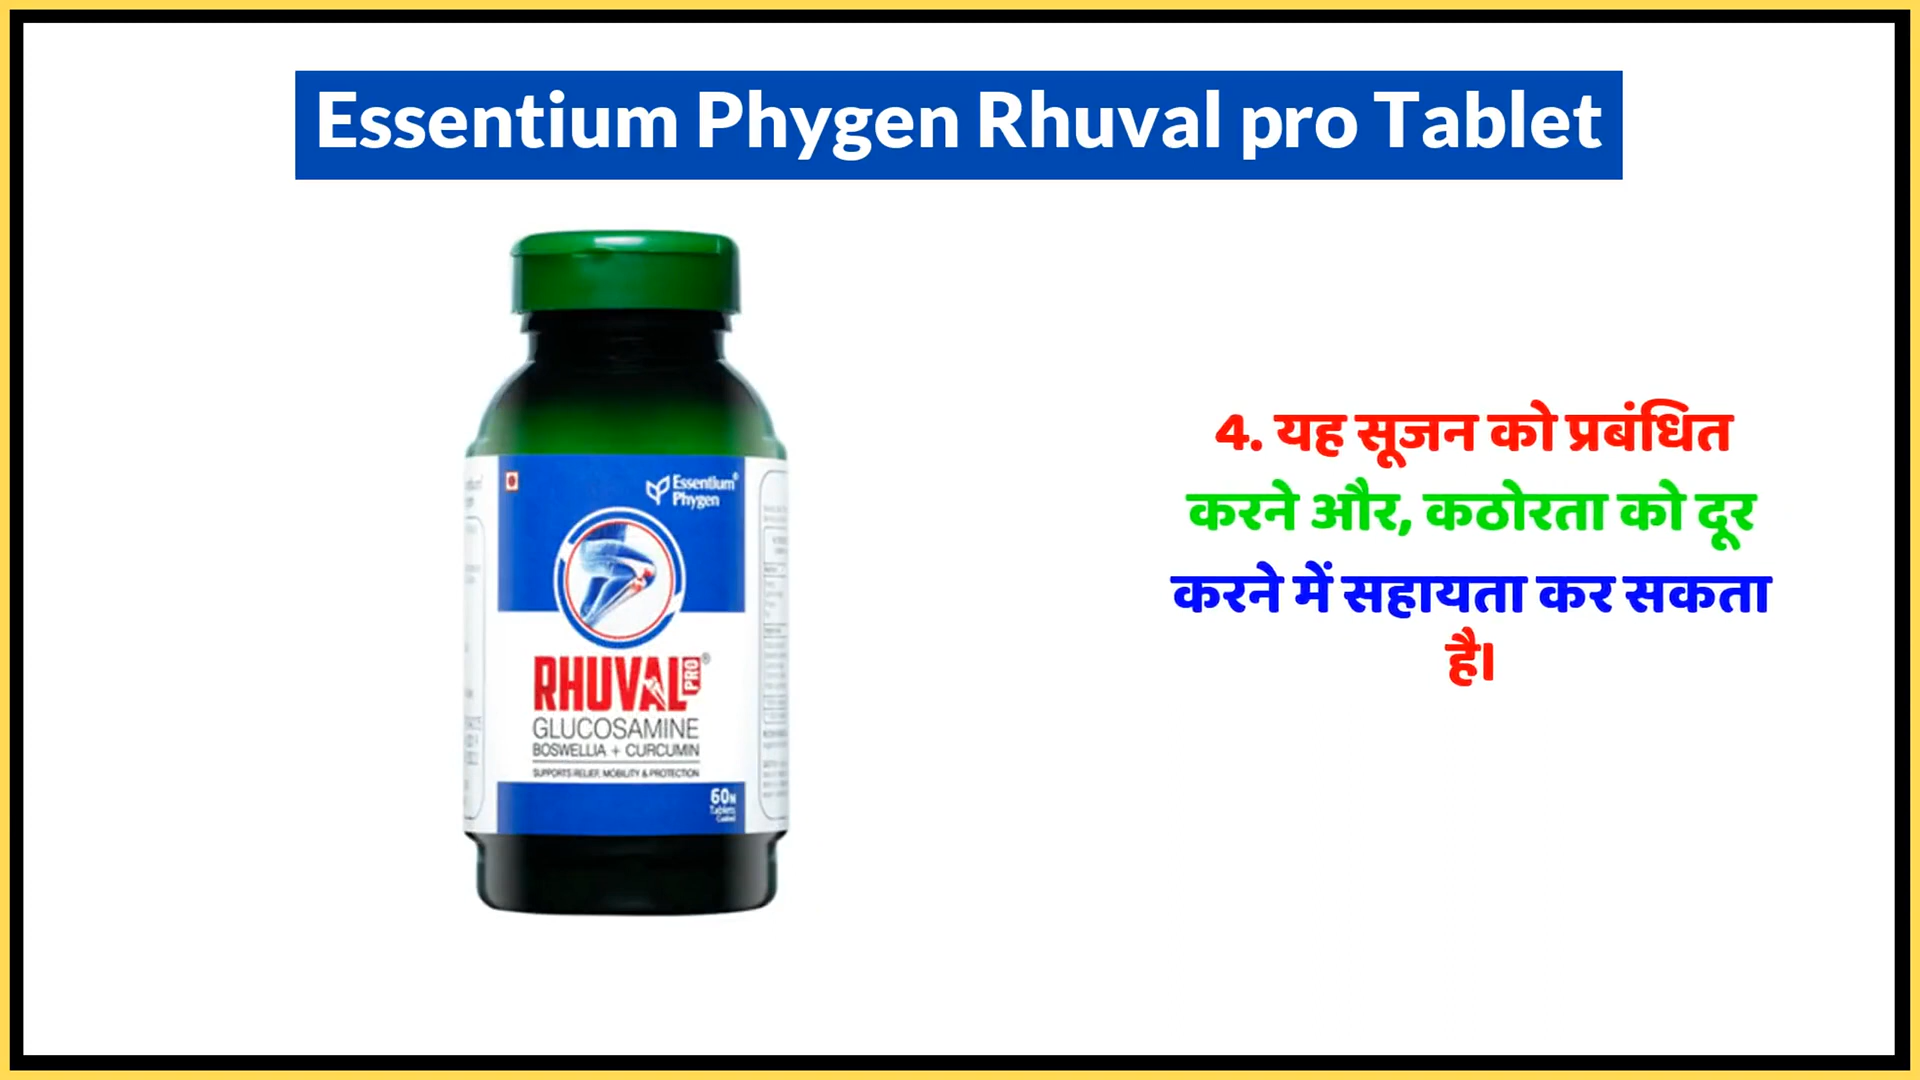 Essentium Phygen Rhuval pro Tablet
4. यह सूजन को प्रबंधित
करने और, कठोरता को दूर
करने में सहायता कर सकता
है।
Essentium®
Phygen
RHUVAL PRO®
GLUCOSAMINE
BOSWELLIA + CURCUMIN
SUPPORTS RELIEF, MOBILITY & PROTECTION
60N
Tablets
Coated